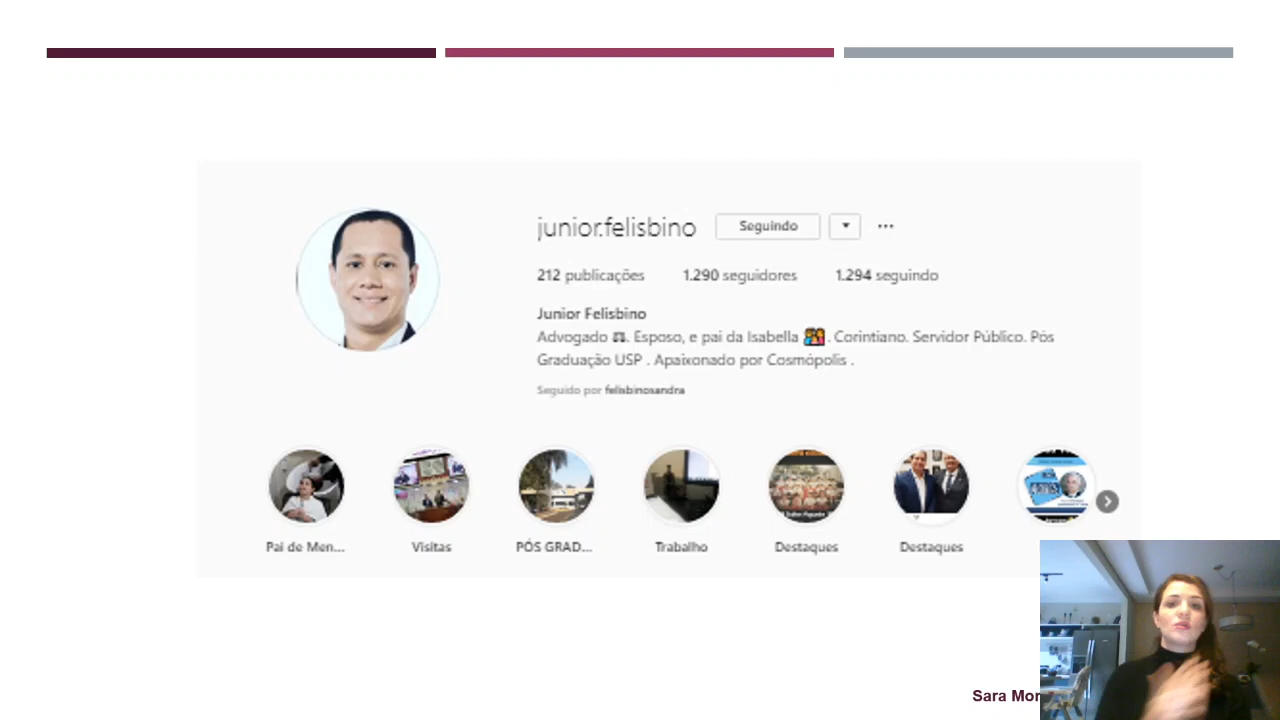 junior.felisbino Seguindo
212 publicações 1.290 seguidores 1.294 seguindo
Junior Felisbino
Advogado ⚖. Esposo, e pai da Isabella 👨‍👩‍👧. Corintiano. Servidor Público. Pós
Graduação USP . Apaixonado por Cosmópolis .
Seguido por felisbinosandra
Pai de Men... Visitas PÓS GRAD... Trabalho Destaques Destaques
Sara Mor